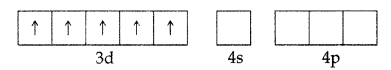 ↑ ↑ ↑ ↑ ↑
3d 4s 4p